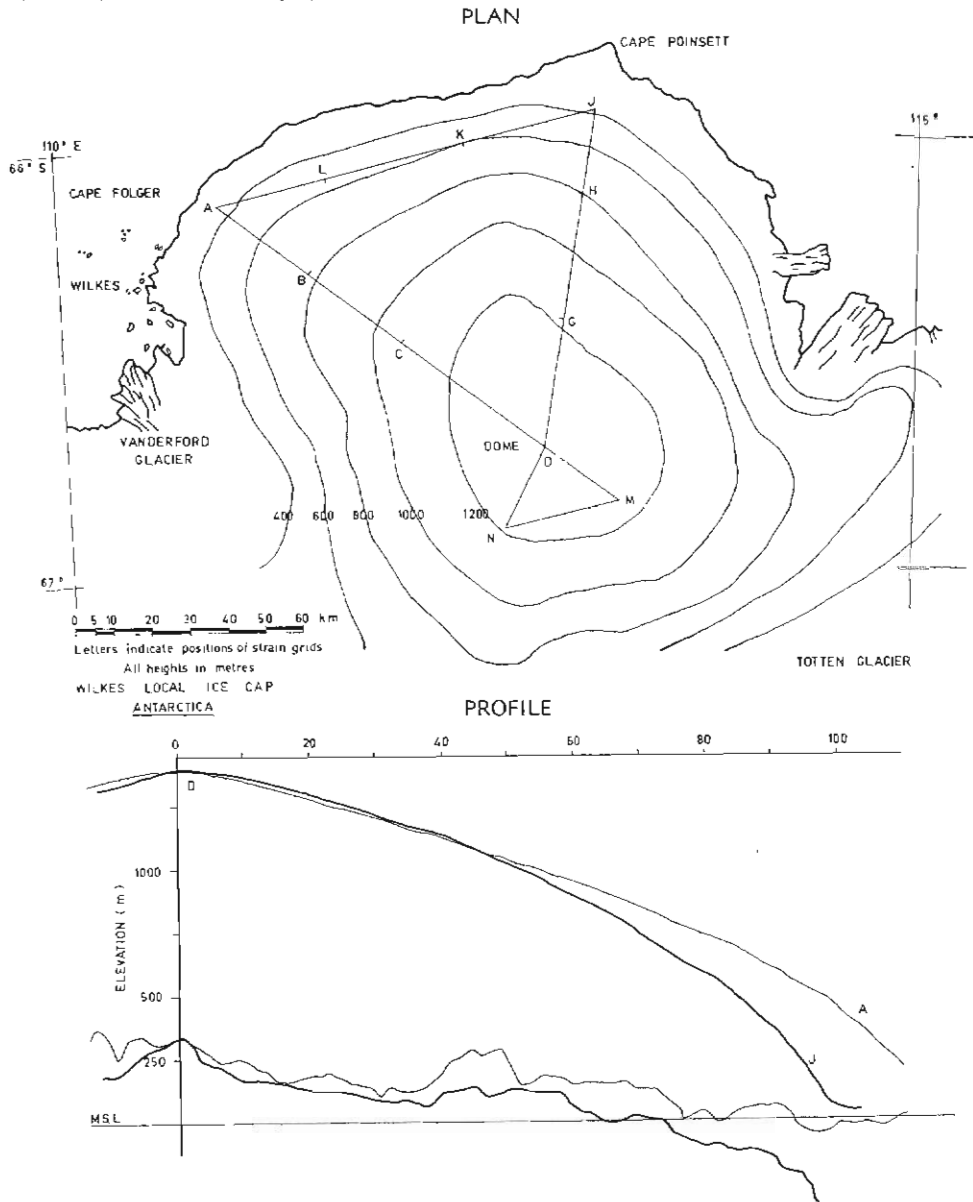 PLAN
CAPE POINSETT
J
115°
110° E
66° S
K
L
CAPE FOLGER
H
A
WILKES
B
G
C
VANDERFORD
GLACIER
DOME
D
M
400 600 800 1000 1200
N
67°
0 5 10 20 30 40 50 60 km
Letters indicate positions of strain grids
All heights in metres
WILKES LOCAL ICE CAP
ANTARCTICA
TOTTEN GLACIER
PROFILE
0 20 40 60 80 100
D
1000
ELEVATION (m)
500
A
J
250
M.S.L.